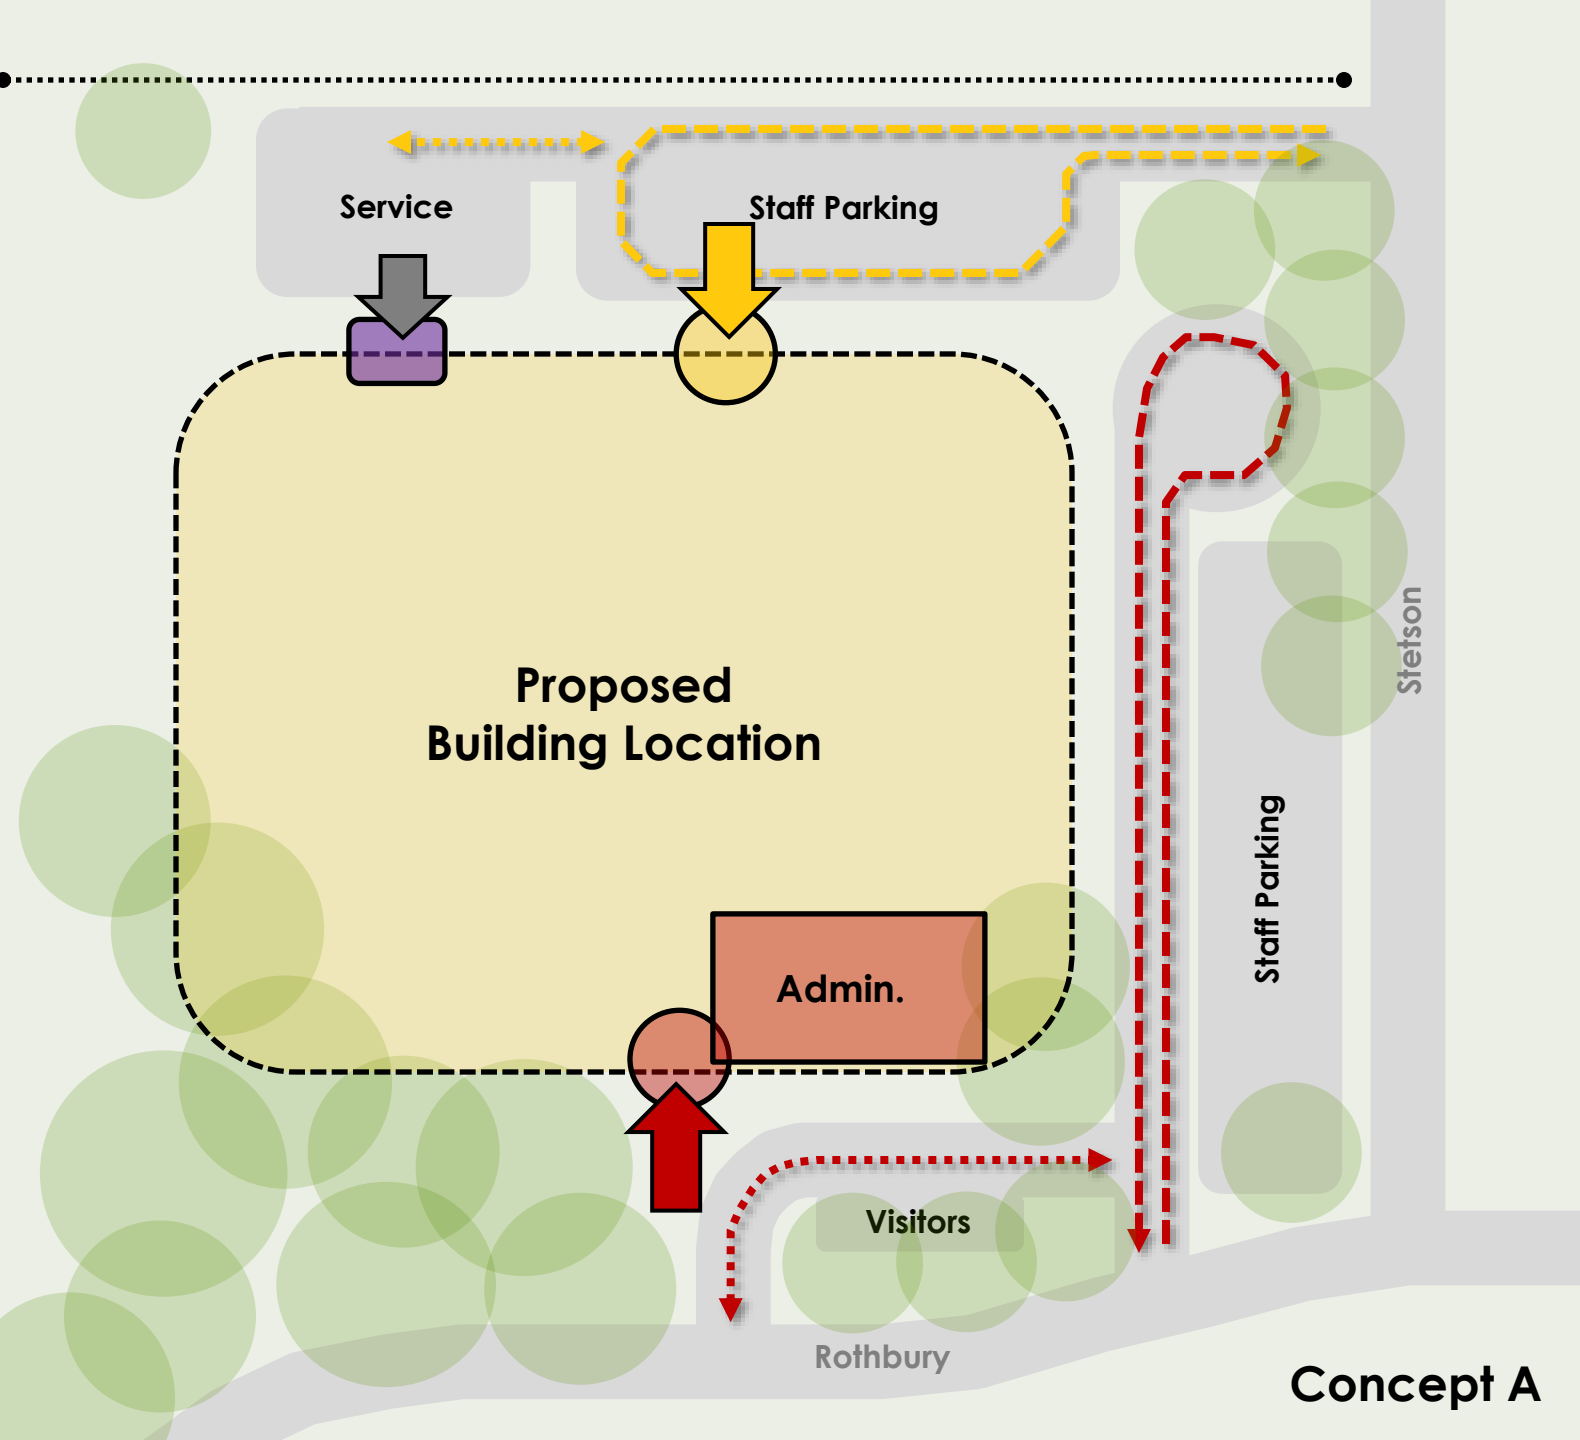 Service
Staff Parking
Stetson
Proposed
Building Location
Staff Parking
Admin.
Visitors
Rothbury
Concept A